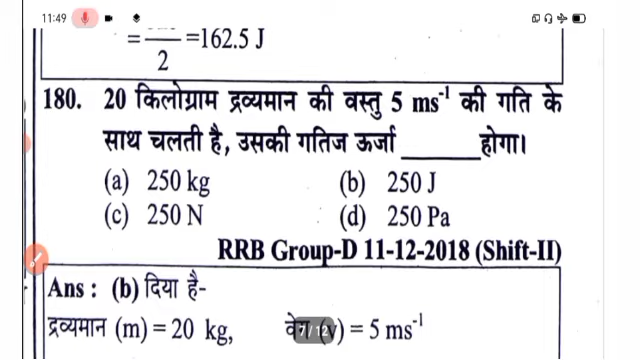 11:49
= 2 =162.5 J
180. 20 किलोग्राम द्रव्यमान की वस्तु 5 ms⁻¹ की गति के
साथ चलती है, उसकी गतिज ऊर्जा ______ होगा।
(a) 250 kg (b) 250 J
(c) 250 N (d) 250 Pa
RRB Group-D 11-12-2018 (Shift-II)
Ans : (b) दिया है-
द्रव्यमान (m) = 20 kg, वेग (v) = 5 ms⁻¹
7 / 12